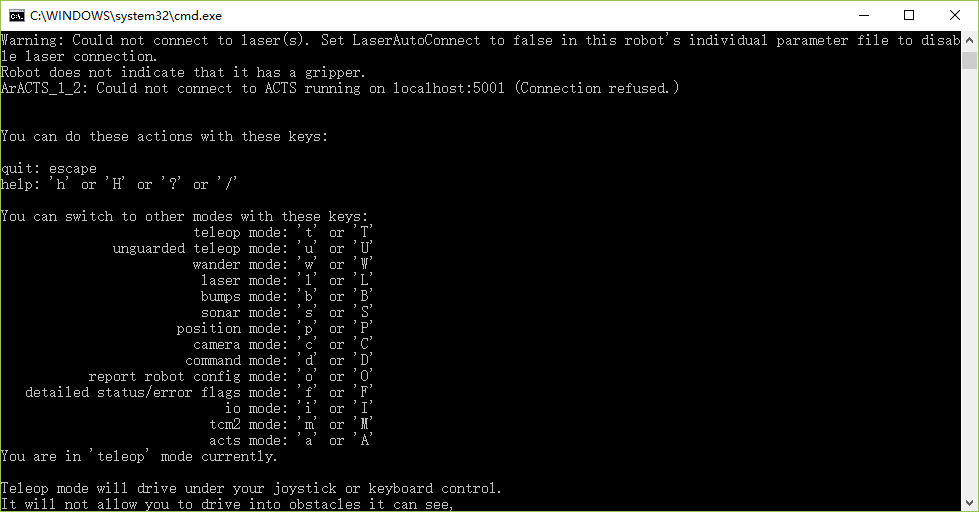 C:\WINDOWS\system32\cmd.exe
Warning: Could not connect to laser(s). Set LaserAutoConnect to false in this robot's individual parameter file to disab
le laser connection.
Robot does not indicate that it has a gripper.
ArACTS_1_2: Could not connect to ACTS running on localhost:5001 (Connection refused.)
You can do these actions with these keys:
quit: escape
help: 'h' or 'H' or '?' or '/'
You can switch to other modes with these keys:
teleop mode: 't' or 'T'
unguarded teleop mode: 'u' or 'U'
wander mode: 'w' or 'W'
laser mode: 'l' or 'L'
bumps mode: 'b' or 'B'
sonar mode: 's' or 'S'
position mode: 'p' or 'P'
camera mode: 'c' or 'C'
command mode: 'd' or 'D'
report robot config mode: 'o' or 'O'
detailed status/error flags mode: 'f' or 'F'
io mode: 'i' or 'I'
tcm2 mode: 'm' or 'M'
acts mode: 'a' or 'A'
You are in 'teleop' mode currently.
Teleop mode will drive under your joystick or keyboard control.
It will not allow you to drive into obstacles it can see,